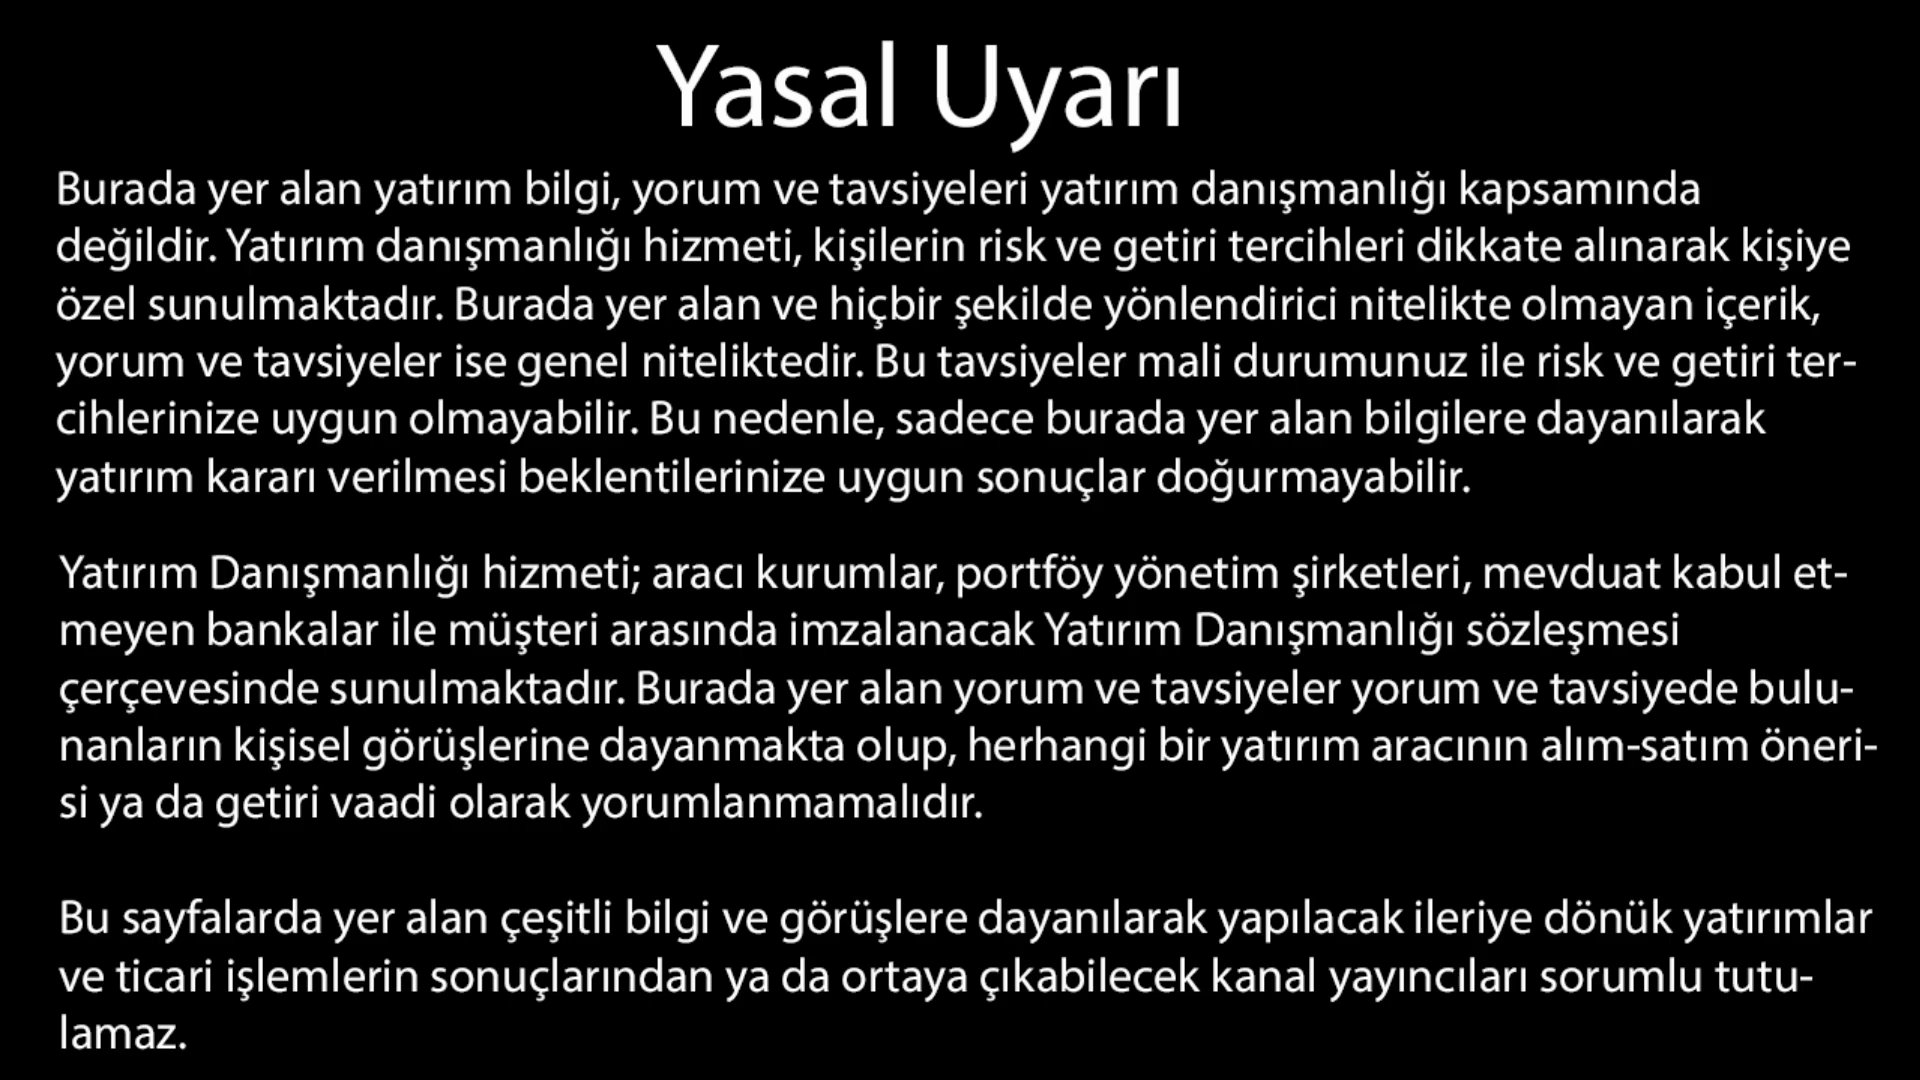 Yasal Uyarı
Burada yer alan yatırım bilgi, yorum ve tavsiyeleri yatırım danışmanlığı kapsamında
değildir. Yatırım danışmanlığı hizmeti, kişilerin risk ve getiri tercihleri dikkate alınarak kişiye
özel sunulmaktadır. Burada yer alan ve hiçbir şekilde yönlendirici nitelikte olmayan içerik,
yorum ve tavsiyeler ise genel niteliktedir. Bu tavsiyeler mali durumunuz ile risk ve getiri ter-
cihlerinize uygun olmayabilir. Bu nedenle, sadece burada yer alan bilgilere dayanılarak
yatırım kararı verilmesi beklentilerinize uygun sonuçlar doğurmayabilir.
Yatırım Danışmanlığı hizmeti; aracı kurumlar, portföy yönetim şirketleri, mevduat kabul et-
meyen bankalar ile müşteri arasında imzalanacak Yatırım Danışmanlığı sözleşmesi
çerçevesinde sunulmaktadır. Burada yer alan yorum ve tavsiyeler yorum ve tavsiyede bulu-
nanların kişisel görüşlerine dayanmakta olup, herhangi bir yatırım aracının alım-satım öneri-
si ya da getiri vaadi olarak yorumlanmamalıdır.
Bu sayfalarda yer alan çeşitli bilgi ve görüşlere dayanılarak yapılacak ileriye dönük yatırımlar
ve ticari işlemlerin sonuçlarından ya da ortaya çıkabilecek kanal yayıncıları sorumlu tutu-
lamaz.